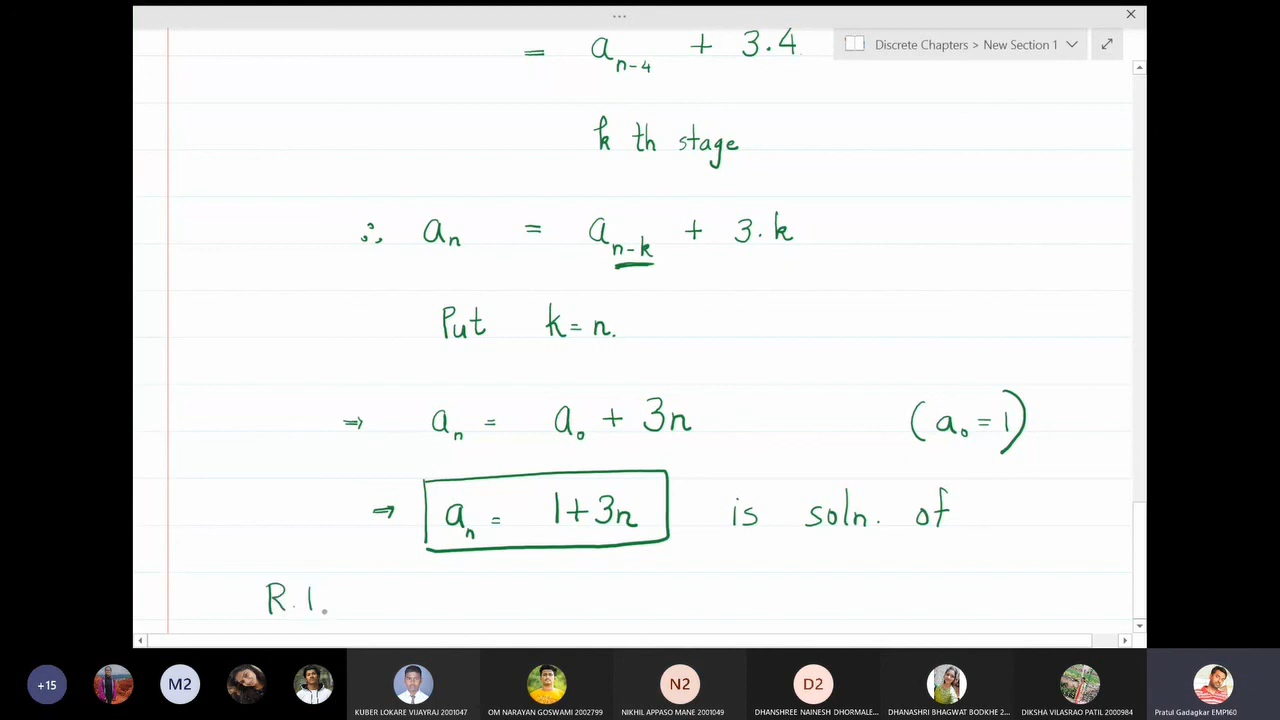 Discrete Chapters > New Section 1
= a_{n-4} + 3.4
k th stage
∴ a_n = a_{n-k} + 3.k
Put k = n.
⇒ a_n = a_0 + 3n (a_0 = 1)
⇒ a_n = 1+3n is soln. of
R.
+15 M2 N2 D2
KUBER LOKARE VIJAYRAJ 2001047 OM NARAYAN GOSWAMI 2002799 NIKHIL APPASO MANE 2001049 DHANSHREE NAINESH DHORMALE... DHANASHRI BHAGWAT BODKHE 2... DIKSHA VILASRAO PATIL 2000984 Pratul Gadagkar EMP160